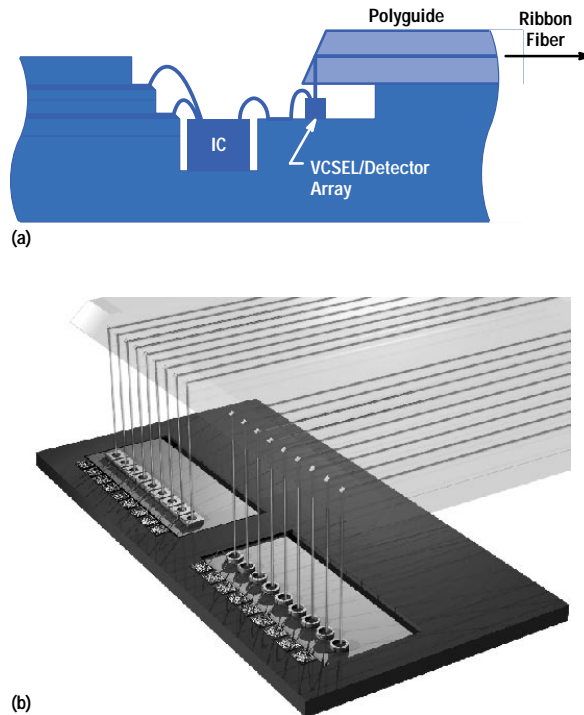 Polyguide
Ribbon
Fiber
IC
VCSEL/Detector
Array
(a)
(b)